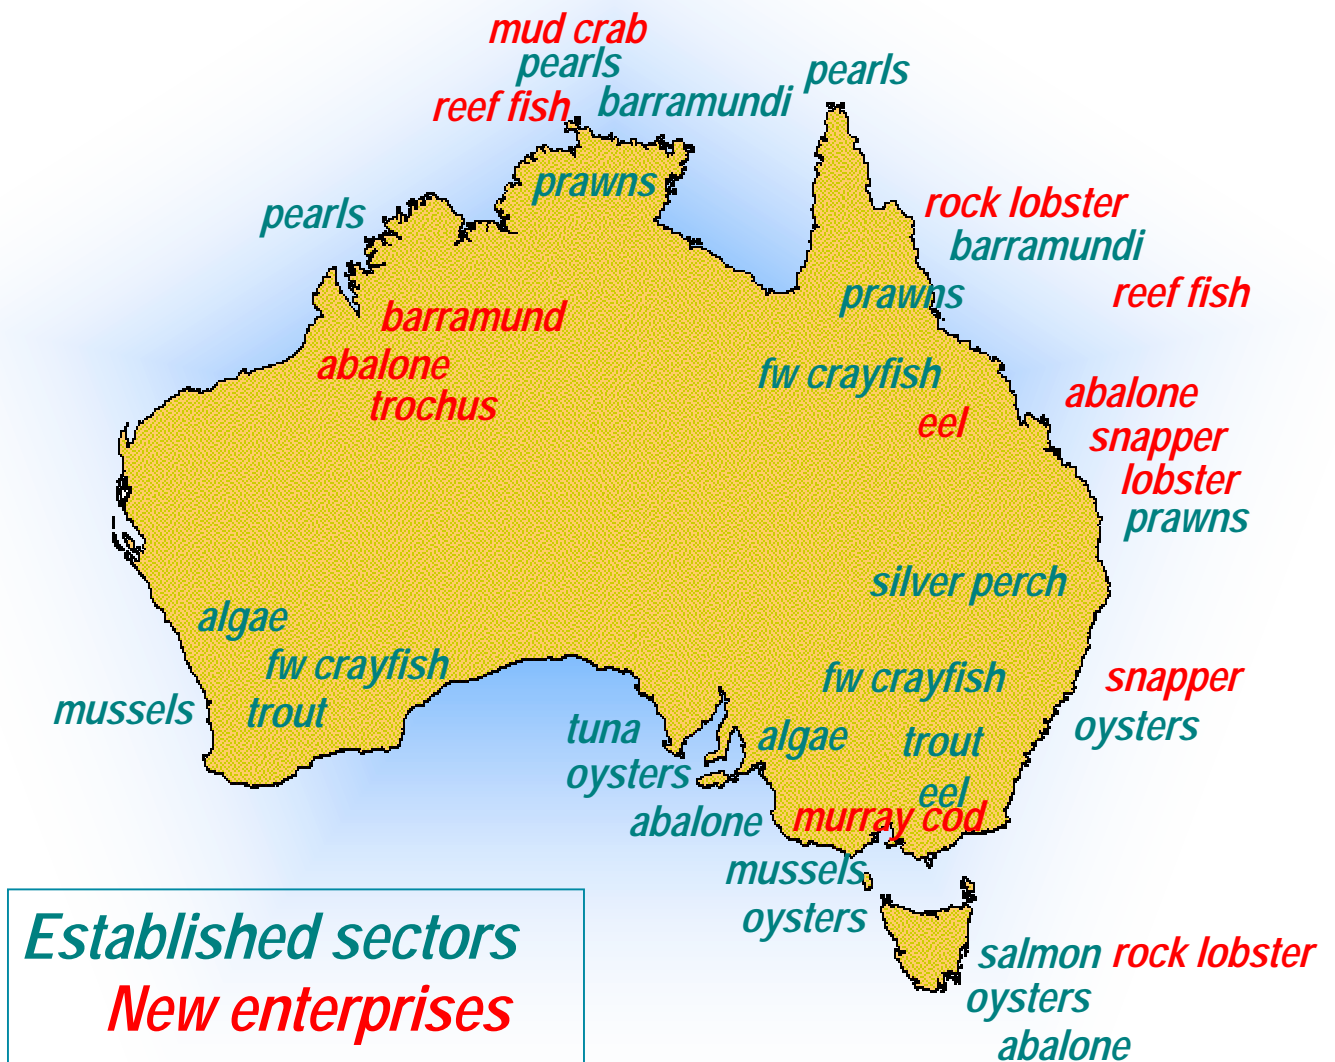 mud crab
pearls
reef fish barramundi
pearls
prawns
pearls
rock lobster
barramundi
prawns
reef fish
barramund
abalone
trochus
fw crayfish
eel
abalone
snapper
lobster
prawns
silver perch
algae
fw crayfish
trout
mussels
fw crayfish
snapper
oysters
tuna
oysters
algae
trout
eel
abalone
murray cod
mussels
oysters
salmon rock lobster
oysters
abalone
Established sectors
New enterprises